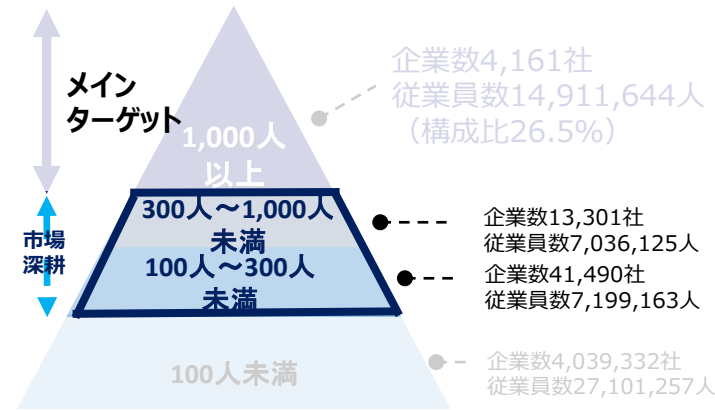 メイン
ターゲット
企業数4,161社
従業員数14,911,644人
（構成比26.5%）
1,000人
以上
300人～1,000人
未満
企業数13,301社
従業員数7,036,125人
市場
深耕
100人～300人
未満
企業数41,490社
従業員数7,199,163人
100人未満
企業数4,039,332社
従業員数27,101,257人